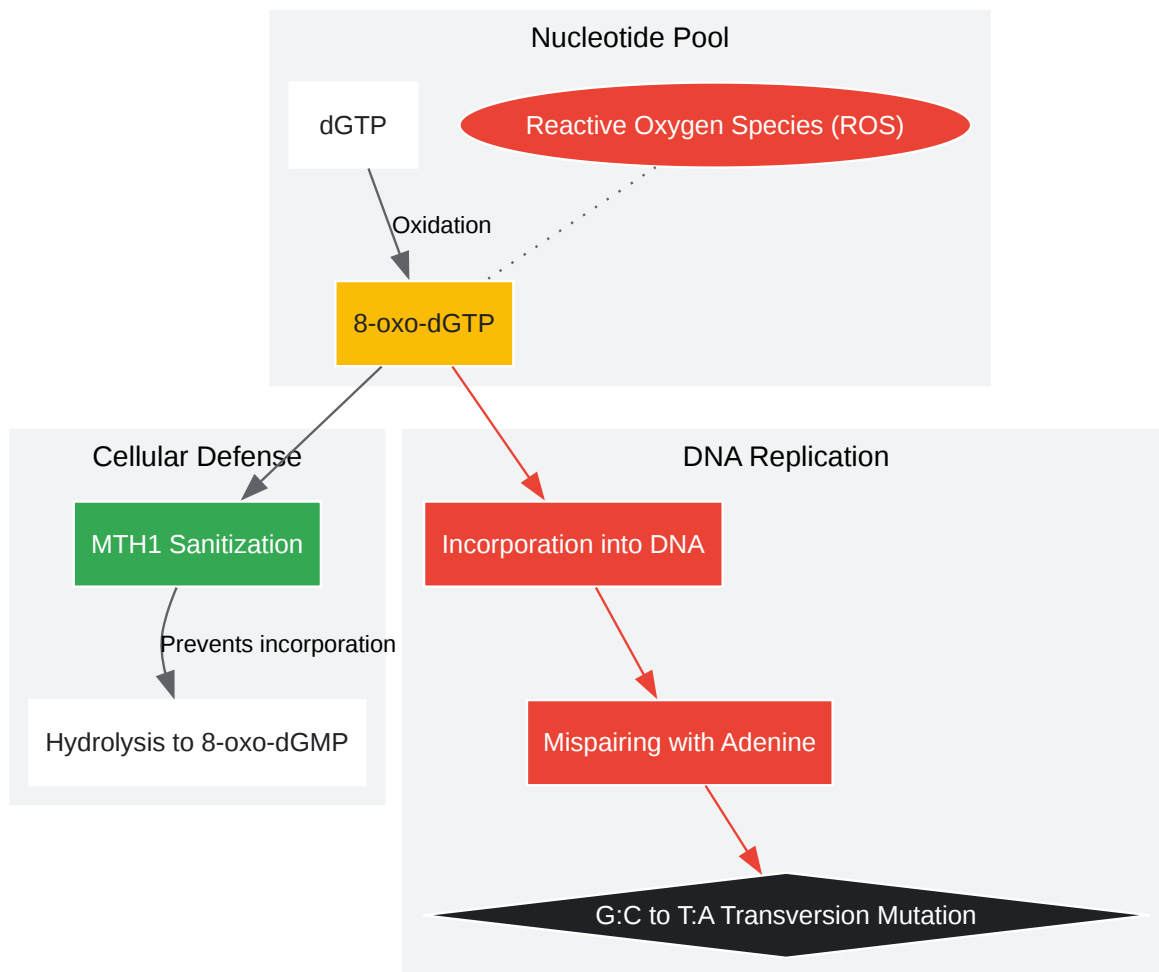 Nucleotide Pool
dGTP
Reactive Oxygen Species (ROS)
Oxidation
8-oxo-dGTP
Cellular Defense
DNA Replication
MTH1 Sanitization
Incorporation into DNA
Prevents incorporation
Hydrolysis to 8-oxo-dGMP
Mispairing with Adenine
G:C to T:A Transversion Mutation